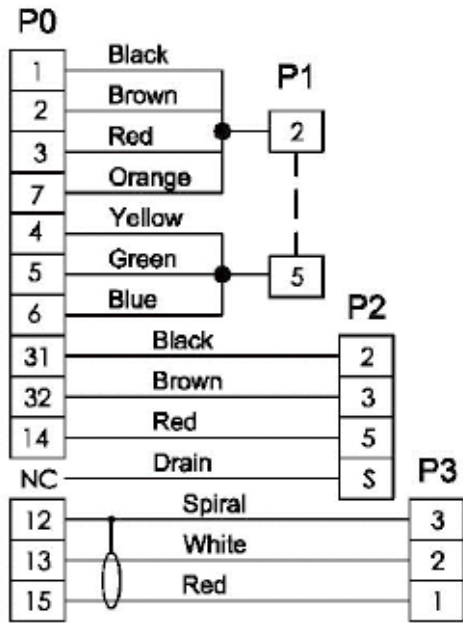 P0
1 Black
2 Brown
P1
2
3 Red
7 Orange
4 Yellow
5 Green
5
6 Blue
P2
31 Black 2
32 Brown 3
14 Red 5
NC Drain S
P3
12 Spiral 3
13 White 2
15 Red 1